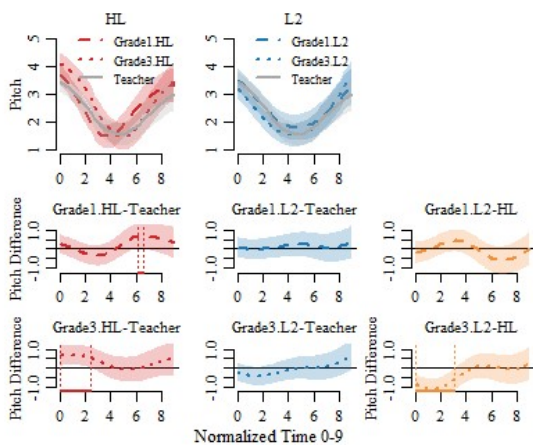 HL L2
5 4 3 2 1 Pitch
Grade1.HL
Grade3.HL
Teacher
0 2 4 6 8
5 4 3 2 1
Grade1.L2
Grade3.L2
Teacher
0 2 4 6 8
Grade1.HL-Teacher Grade1.L2-Teacher Grade1.L2-HL
Pitch Difference
1.0 -1.0
0 2 4 6 8
1.0 -1.0
0 2 4 6 8
1.0 -1.0
0 2 4 6 8
Grade3.HL-Teacher Grade3.L2-Teacher Grade3.L2-HL
Pitch Difference
1.0 -1.0
0 2 4 6 8
1.0 -1.0
0 2 4 6 8
Pitch Difference
1.0 -1.0
0 2 4 6 8
Normalized Time 0-9